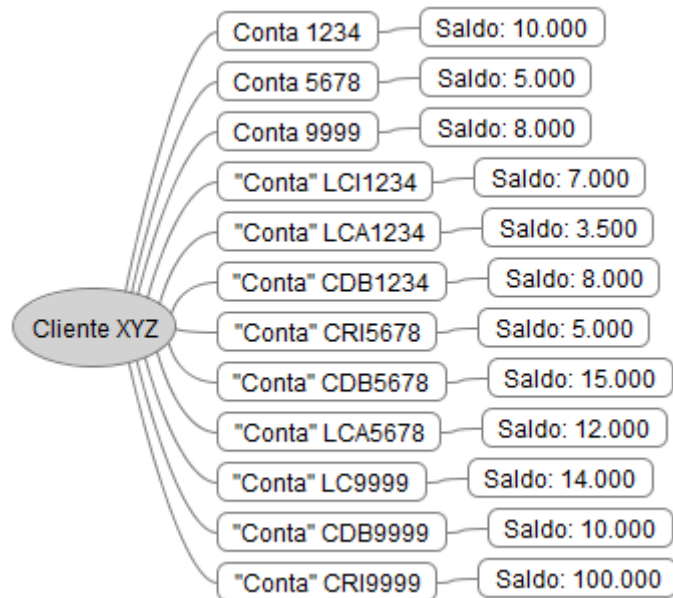 Conta 1234
Saldo: 10.000
Conta 5678
Saldo: 5.000
Conta 9999
Saldo: 8.000
"Conta" LCI1234
Saldo: 7.000
"Conta" LCA1234
Saldo: 3.500
"Conta" CDB1234
Saldo: 8.000
Cliente XYZ
"Conta" CRI5678
Saldo: 5.000
"Conta" CDB5678
Saldo: 15.000
"Conta" LCA5678
Saldo: 12.000
"Conta" LC9999
Saldo: 14.000
"Conta" CDB9999
Saldo: 10.000
"Conta" CRI9999
Saldo: 100.000